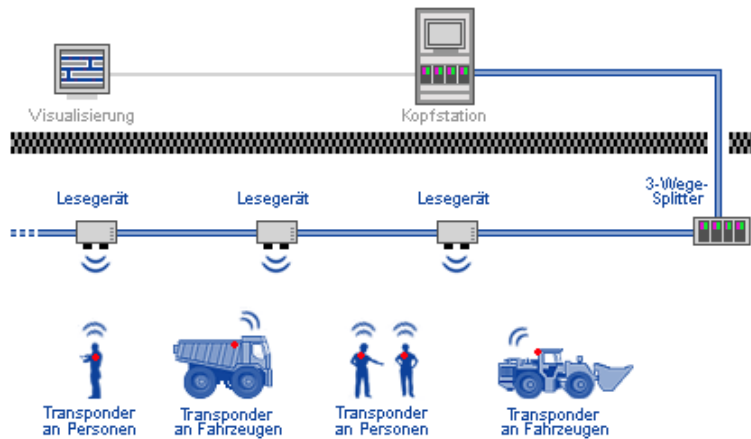 Visualisierung
Kopfstation
3-Wege-
Splitter
Lesegerät
Lesegerät
Lesegerät
Transponder
an Personen
Transponder
an Fahrzeugen
Transponder
an Personen
Transponder
an Fahrzeugen